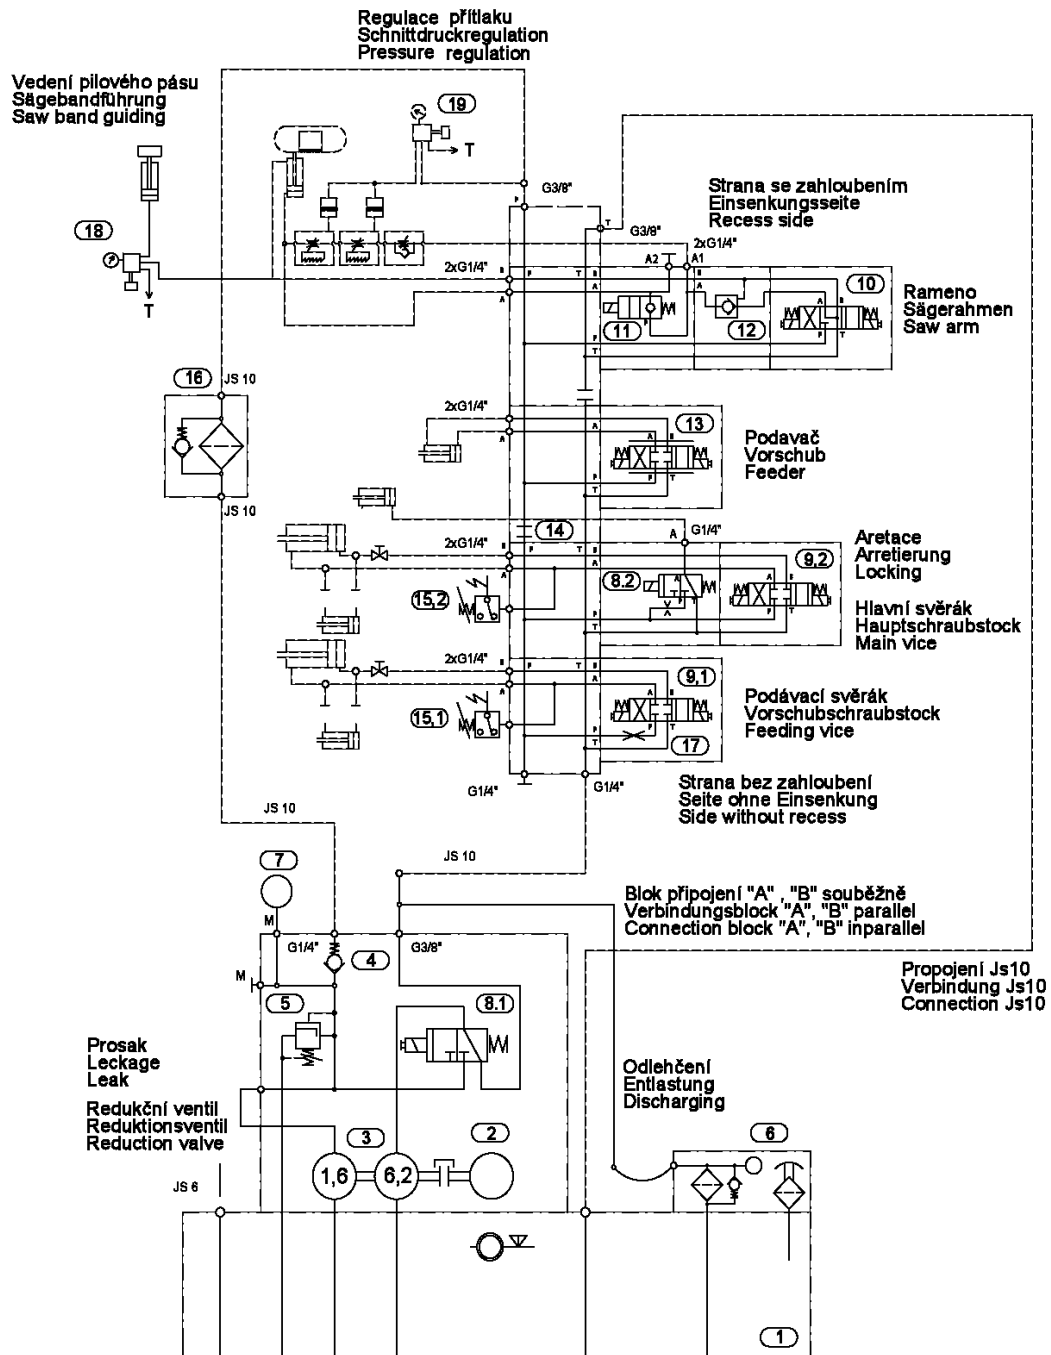 Regulace přítlaku
Schnittdruckregulation
Pressure regulation
Vedení pilového pásu
Sägebandführung
Saw band guiding
19
T
G3/8"
P
T
G3/8"
Strana se zahloubením
Einsenkungsseite
Recess side
18
T
2xG1/4"
A2
A1
2xG1/4"
P
T
B
A
B
A
B
A
10
11
12
A
B
P
T
P
P
T
Rameno
Sägerahmen
Saw arm
16
JS 10
JS 10
2xG1/4"
A
B
A
13
A
B
P
T
P
T
Podavač
Vorschub
Feeder
14
A
G1/4"
2xG1/4"
B
A
P
T
B
A
9,2
8.2
A
P
T
A
B
P
T
P
T
15,2
Aretace
Arretierung
Locking
Hlavní svěrák
Hauptschraubstock
Main vice
2xG1/4"
B
A
P
T
B
A
9,1
A
B
P
T
P
T
15,1
17
Podávací svěrák
Vorschubschraubstock
Feeding vice
G1/4"
G1/4"
Strana bez zahloubení
Seite ohne Einsenkung
Side without recess
JS 10
JS 10
7
M
G1/4"
G3/8"
4
M
5
8.1
Blok připojení "A" , "B" souběžně
Verbindungsblock "A", "B" parallel
Connection block "A", "B" inparallel
Propojení Js10
Verbindung Js10
Connection Js10
Prosak
Leckage
Leak
Redukční ventil
Reduktionsventil
Reduction valve
Odlehčení
Entlastung
Discharging
3
2
6
1,6
6,2
JS 6
1